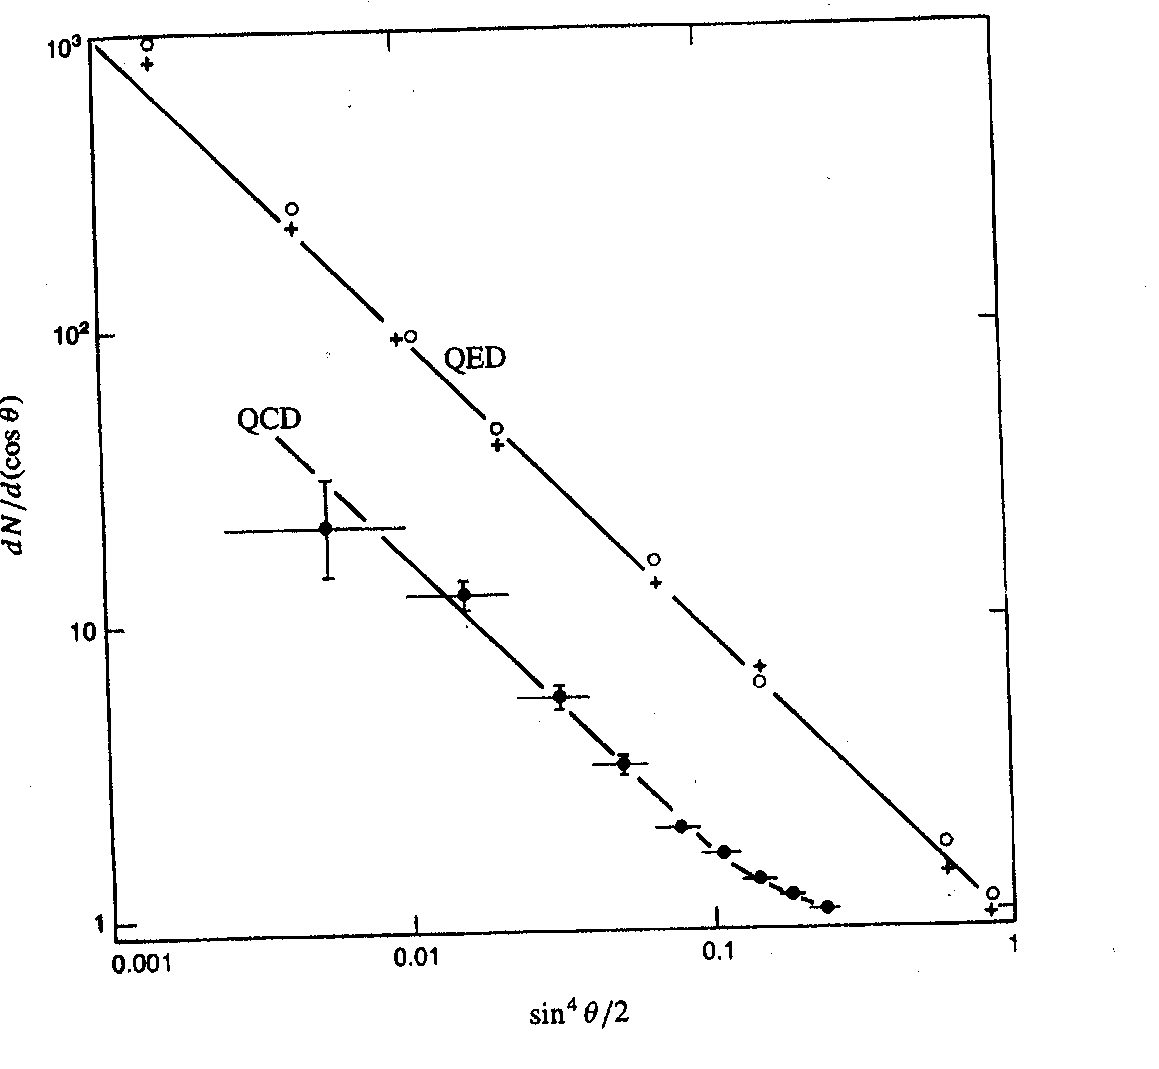 10³
10²
QED
QCD
dN/d(cos θ)
10
1
0.001
0.01
0.1
1
sin⁴ θ/2